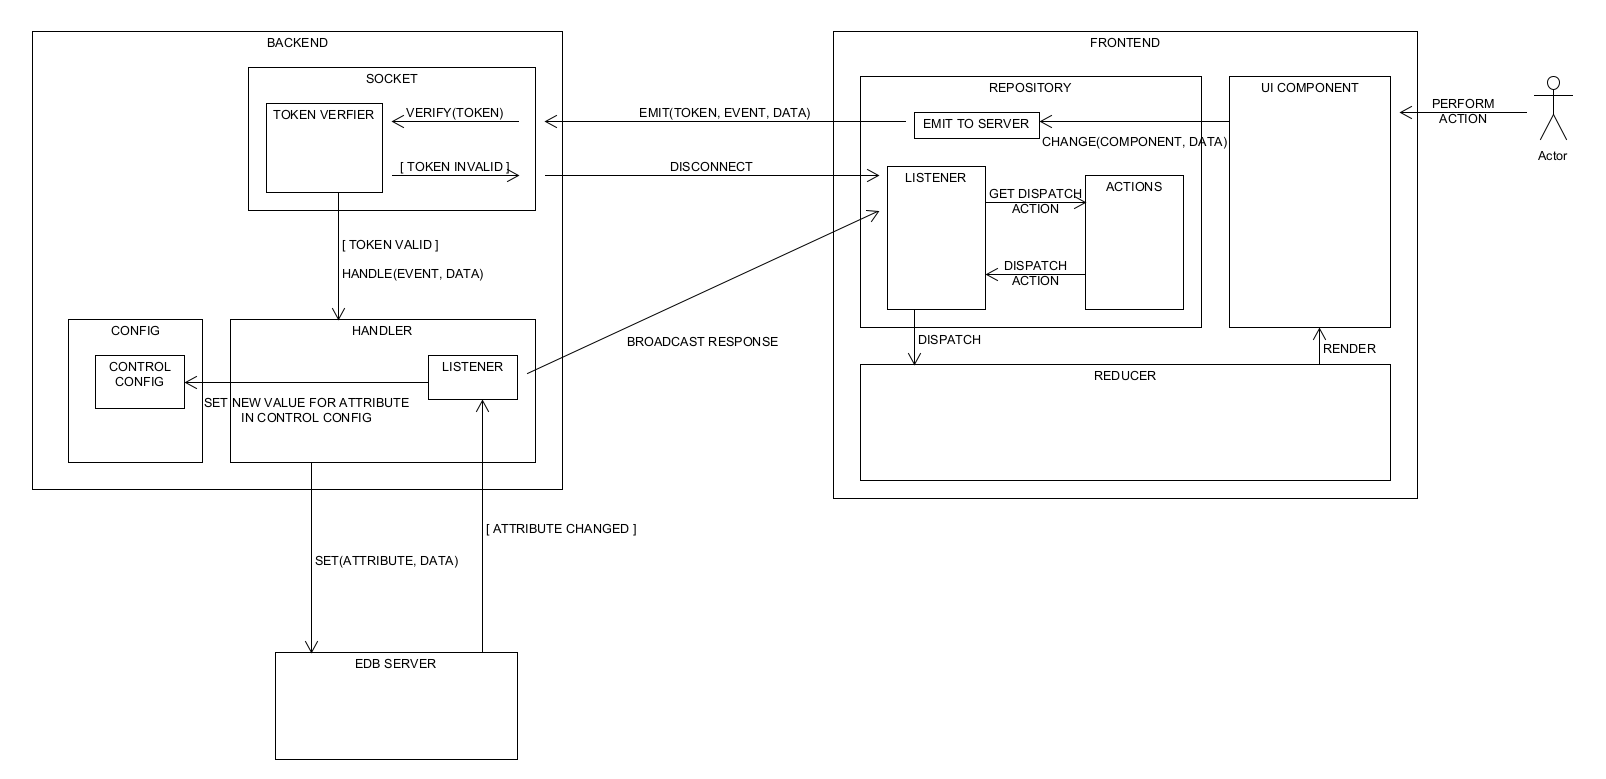 BACKEND
FRONTEND
SOCKET
REPOSITORY
UI COMPONENT
TOKEN VERFIER
VERIFY(TOKEN)
EMIT(TOKEN, EVENT, DATA)
EMIT TO SERVER
PERFORM
ACTION
CHANGE(COMPONENT, DATA)
Actor
[ TOKEN INVALID ]
DISCONNECT
LISTENER
ACTIONS
GET DISPATCH
ACTION
[ TOKEN VALID ]
HANDLE(EVENT, DATA)
DISPATCH
ACTION
CONFIG
HANDLER
BROADCAST RESPONSE
DISPATCH
RENDER
CONTROL
CONFIG
LISTENER
REDUCER
SET NEW VALUE FOR ATTRIBUTE
IN CONTROL CONFIG
[ ATTRIBUTE CHANGED ]
SET(ATTRIBUTE, DATA)
EDB SERVER